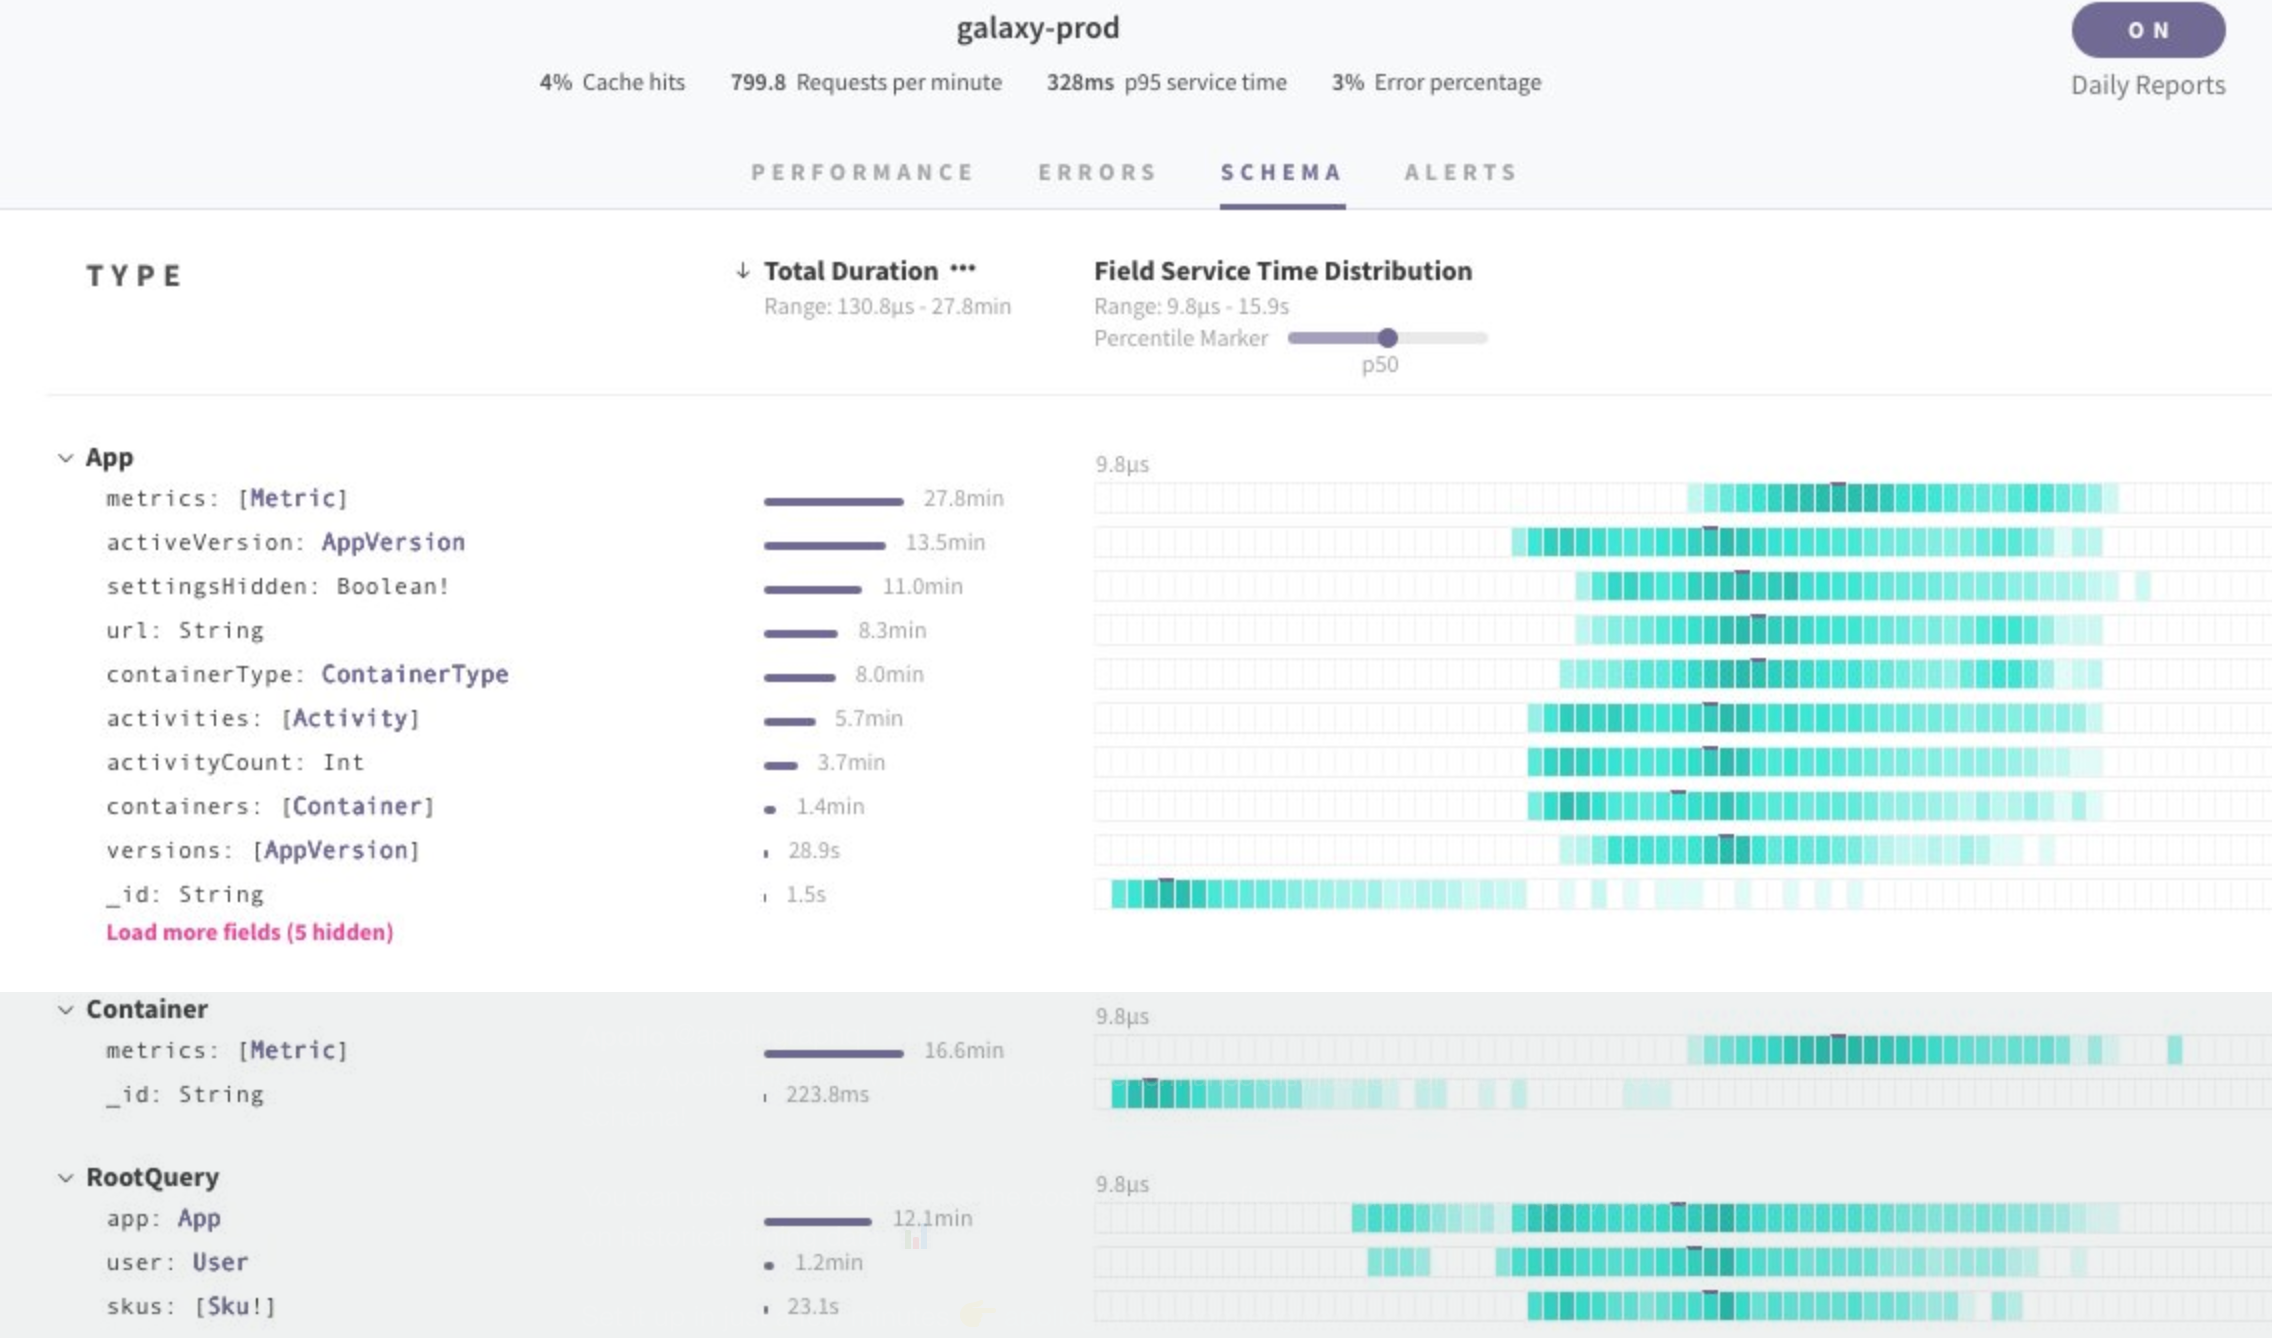 galaxy-prod
ON
4% Cache hits 799.8 Requests per minute 328ms p95 service time 3% Error percentage
Daily Reports
PERFORMANCE ERRORS SCHEMA ALERTS
TYPE
↓ Total Duration •••
Range: 130.8µs - 27.8min
Field Service Time Distribution
Range: 9.8µs - 15.9s
Percentile Marker
p50
App
9.8µs
metrics: [Metric] 27.8min
activeVersion: AppVersion 13.5min
settingsHidden: Boolean! 11.0min
url: String 8.3min
containerType: ContainerType 8.0min
activities: [Activity] 5.7min
activityCount: Int 3.7min
containers: [Container] 1.4min
versions: [AppVersion] 28.9s
_id: String 1.5s
Load more fields (5 hidden)
Container
9.8µs
metrics: [Metric] 16.6min
_id: String 223.8ms
RootQuery
9.8µs
app: App 12.1min
user: User 1.2min
skus: [Sku!] 23.1s